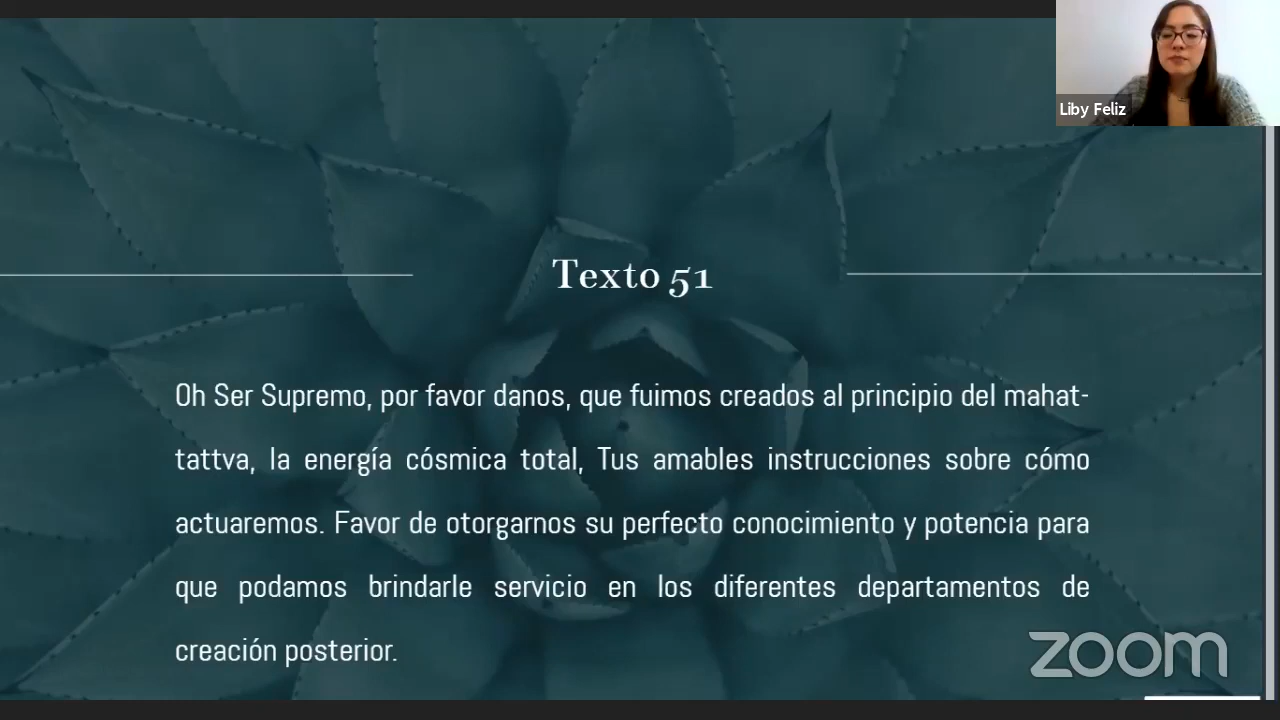 Liby Feliz
Texto 51
Oh Ser Supremo, por favor danos, que fuimos creados al principio del mahat-
tattva, la energía cósmica total, Tus amables instrucciones sobre cómo
actuaremos. Favor de otorgarnos su perfecto conocimiento y potencia para
que podamos brindarle servicio en los diferentes departamentos de
creación posterior.
zoom